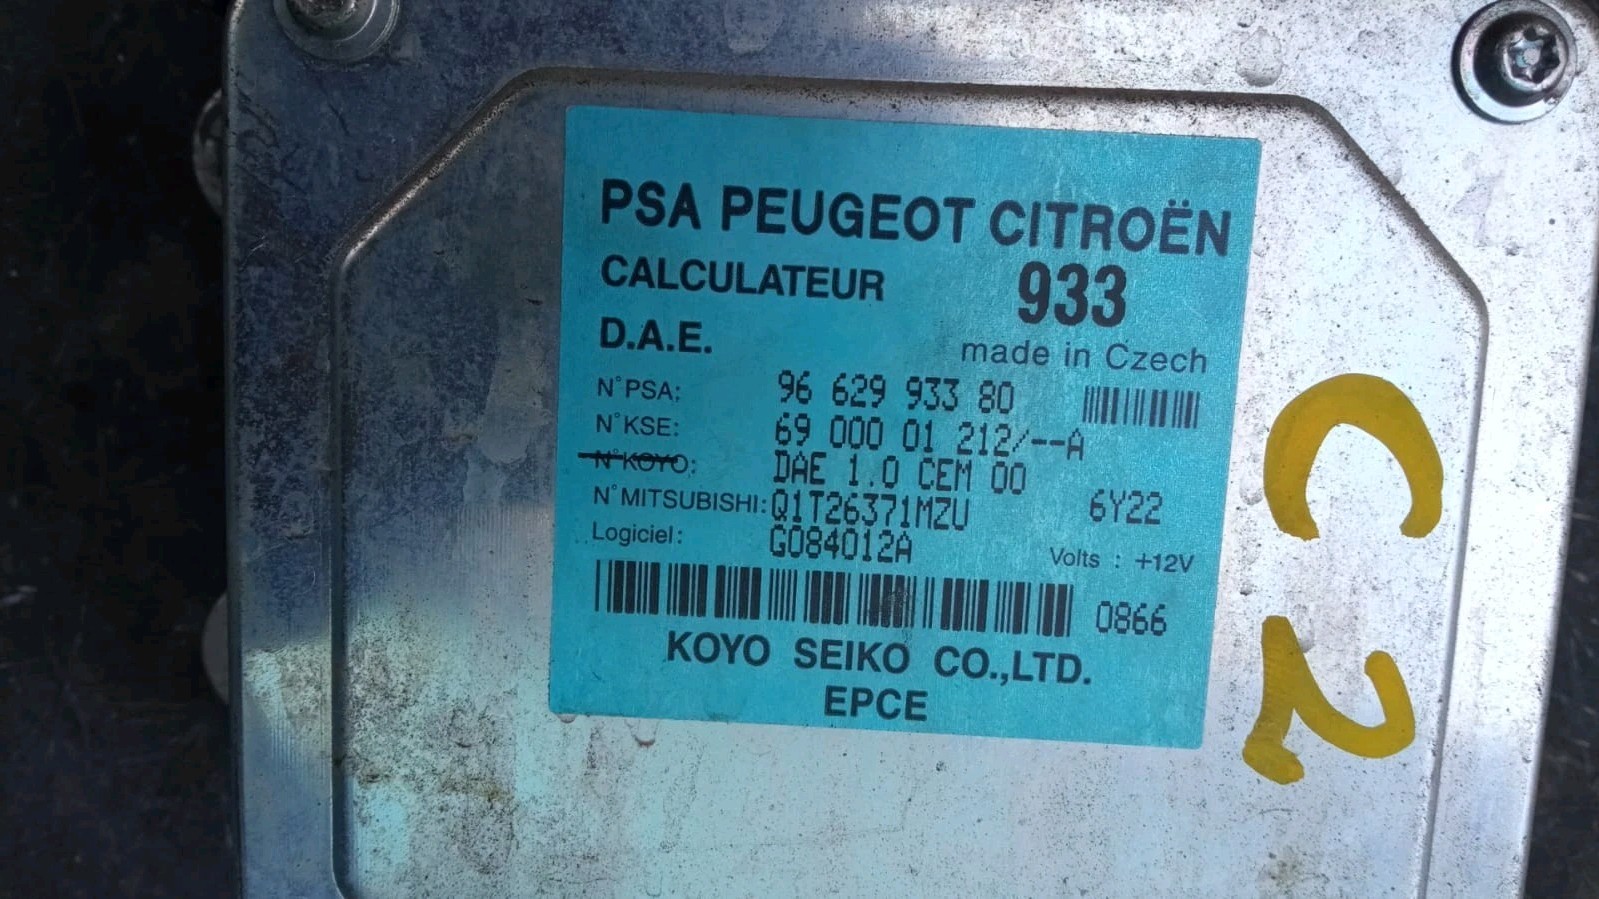 PSA PEUGEOT CITROËN
CALCULATEUR 933
D.A.E.
made in Czech
N°PSA: 96 629 933 80
N°KSE: 69 000 01 212/--A
N°KOYO: DAE 1.0 CEM 00
N°MITSUBISHI: Q1T26371MZU 6Y22
Logiciel: G084012A Volts : +12V
0866
KOYO SEIKO CO.,LTD.
EPCE
C2